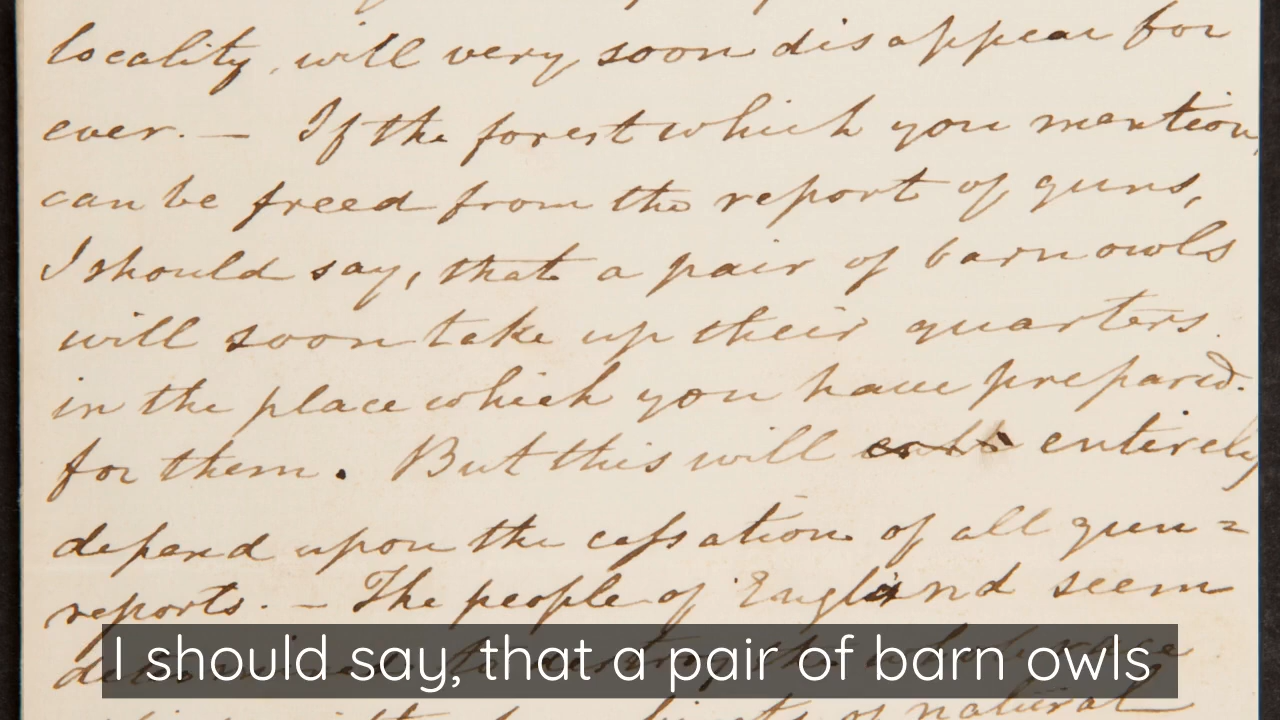 locality, will very soon disappear for
ever. — If the forest which you mention,
can be freed from the report of guns,
I should say, that a pair of barn owls
will soon take up their quarters
in the place which you have prepared.
for them. But this will entirely
depend upon the cessation of all gun=
reports. — The people of England seem
I should say, that a pair of barn owls
of natural